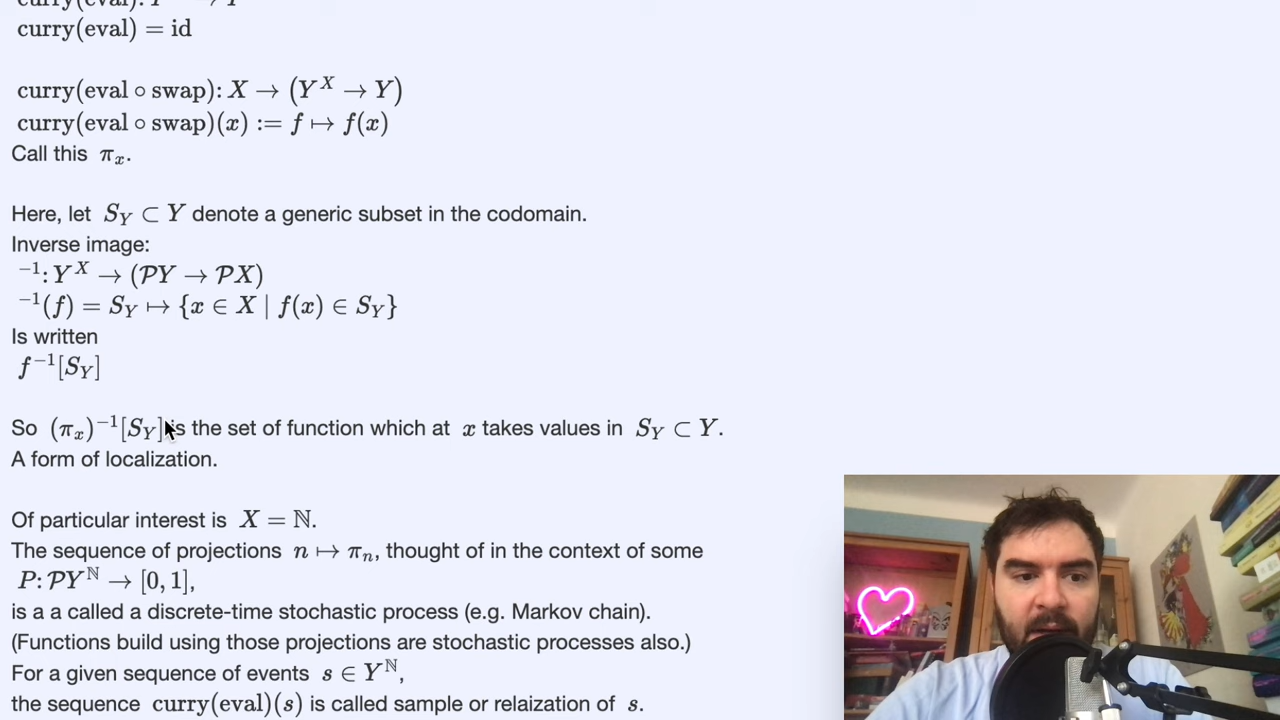 curry(eval) = id
curry(eval ∘ swap): X → (Y^X → Y)
curry(eval ∘ swap)(x) := f ↦ f(x)
Call this π_x.
Here, let S_Y ⊂ Y denote a generic subset in the codomain.
Inverse image:
^{-1}: Y^X → (𝒫Y → 𝒫X)
^{-1}(f) = S_Y ↦ {x ∈ X | f(x) ∈ S_Y}
Is written
f^{-1}[S_Y]
So (π_x)^{-1}[S_Y] is the set of function which at x takes values in S_Y ⊂ Y.
A form of localization.
Of particular interest is X = ℕ.
The sequence of projections n ↦ π_n, thought of in the context of some
P: 𝒫Y^ℕ → [0, 1],
is a a called a discrete-time stochastic process (e.g. Markov chain).
(Functions build using those projections are stochastic processes also.)
For a given sequence of events s ∈ Y^ℕ,
the sequence curry(eval)(s) is called sample or relaization of s.